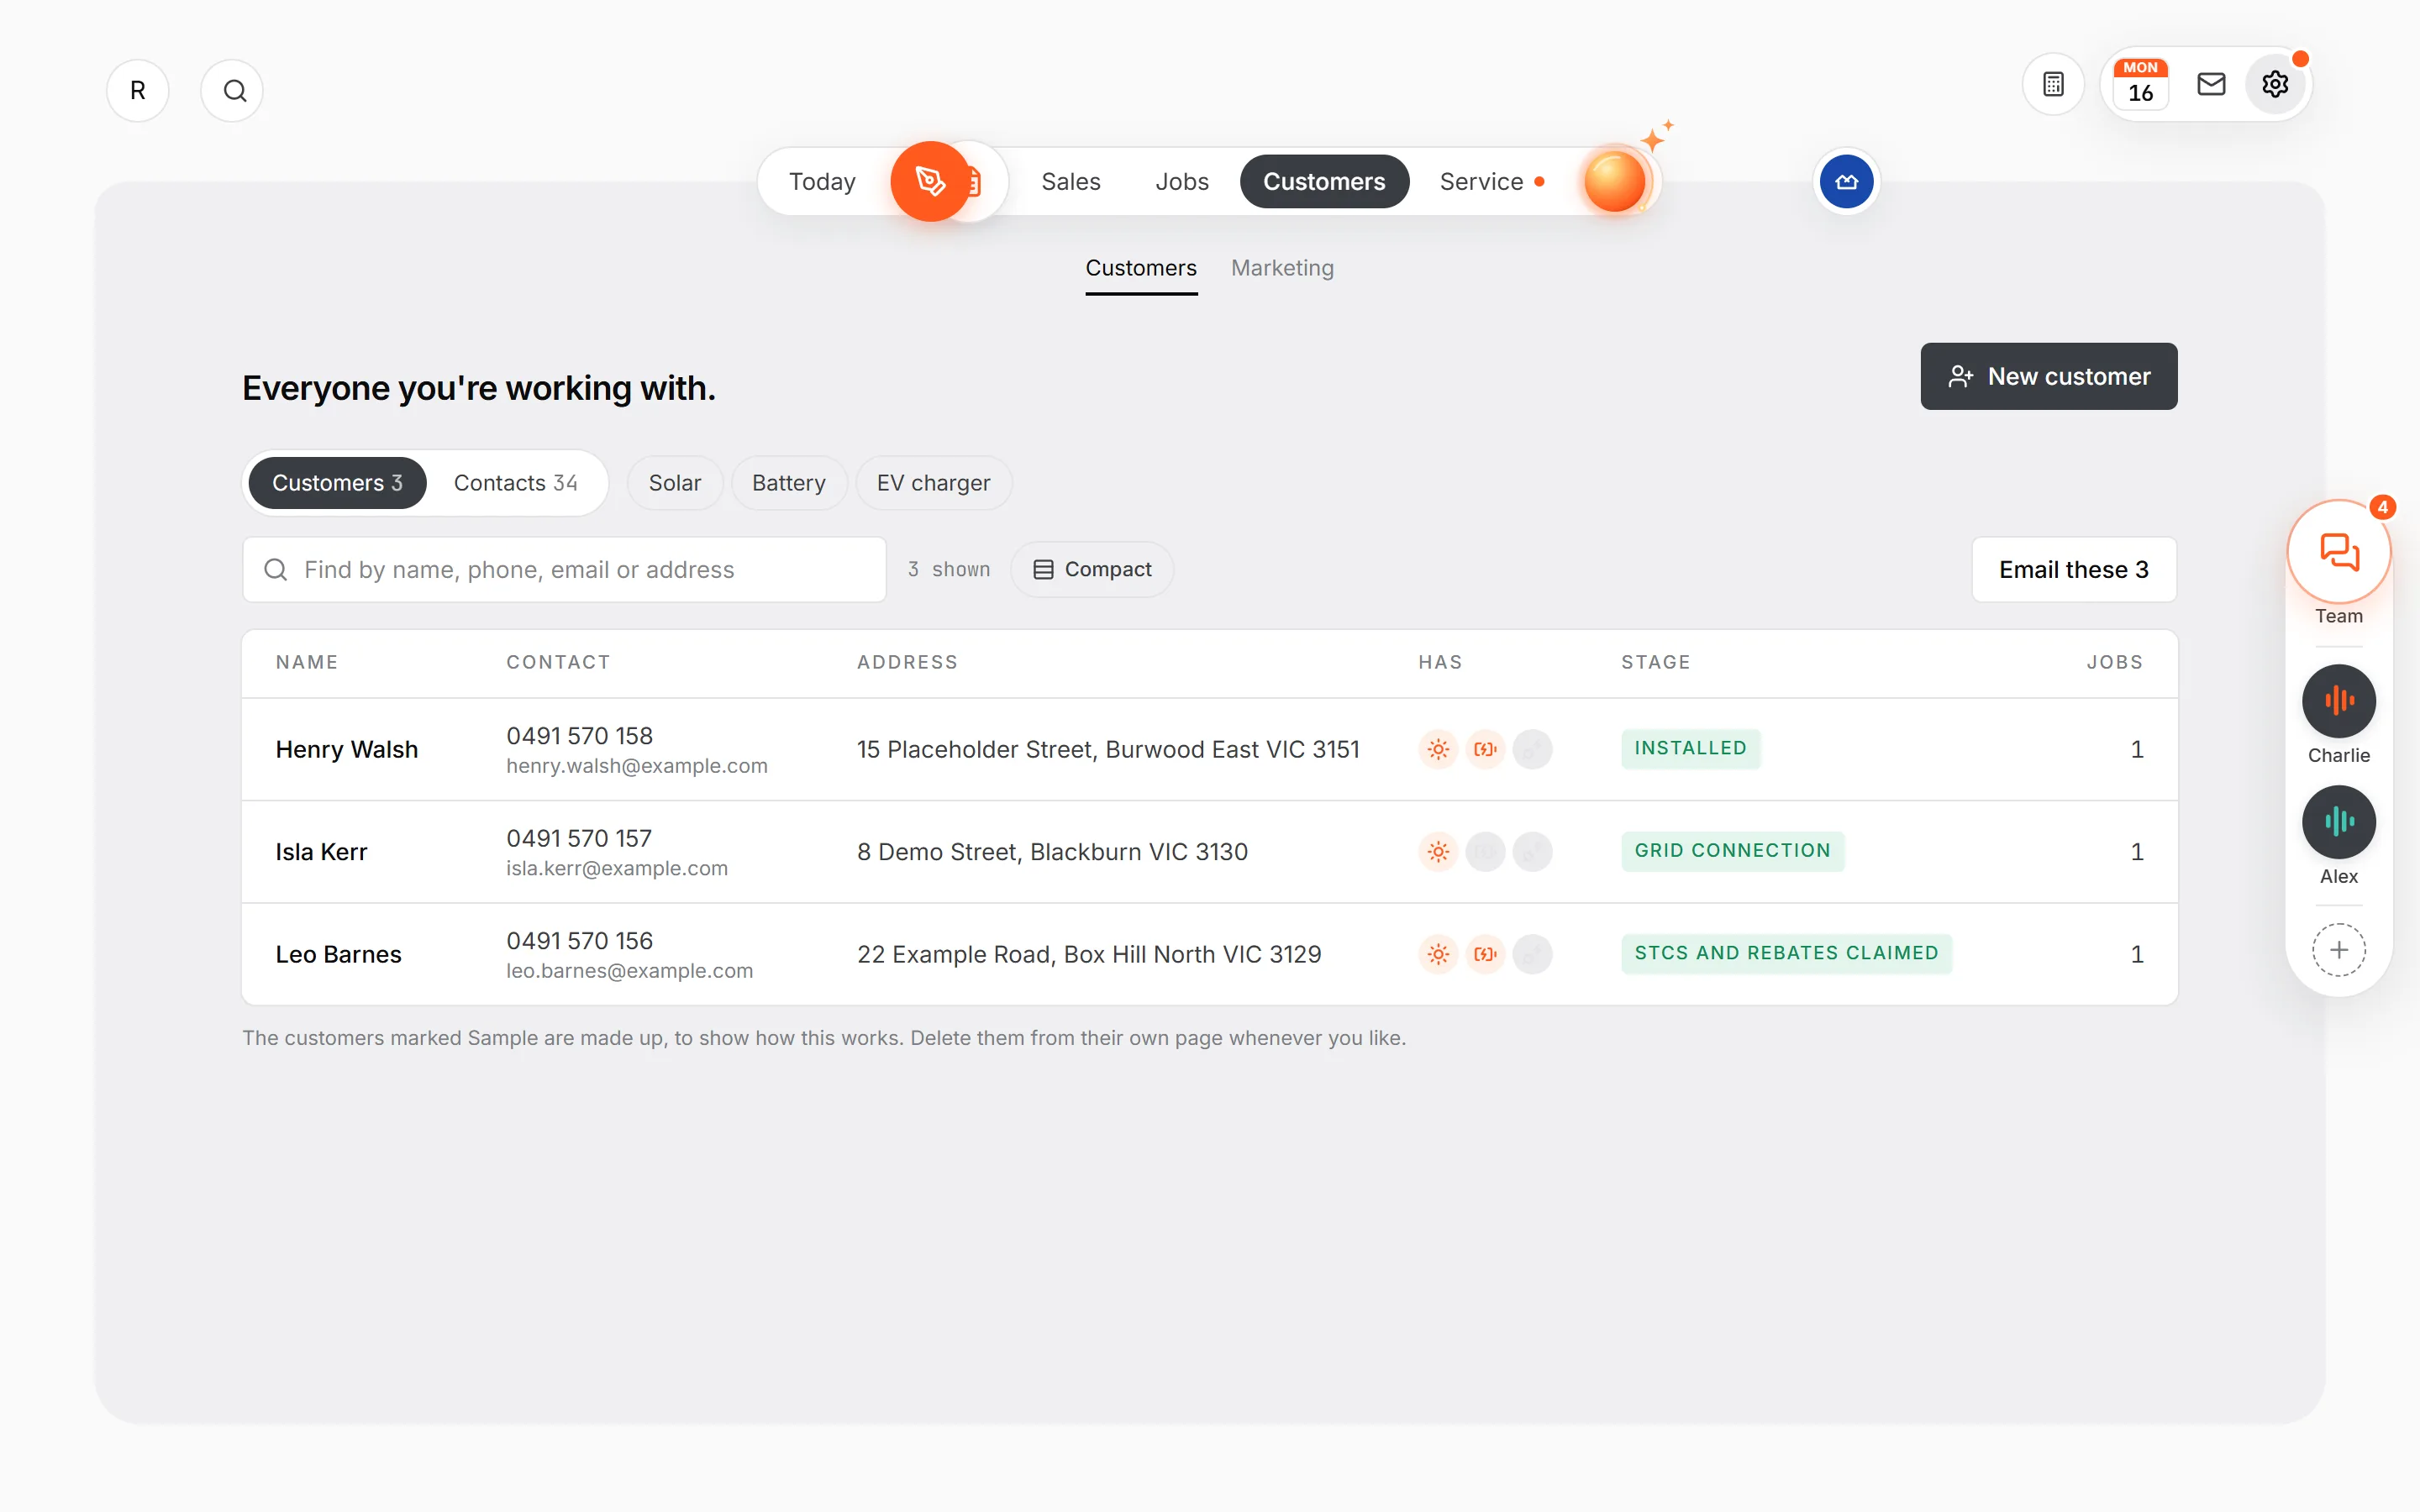 R
MON
16
Today
Sales
Jobs
Customers
Service
Customers
Marketing
Everyone you're working with.
New customer
Customers 3
Contacts 34
Solar
Battery
EV charger
Find by name, phone, email or address
3 shown
Compact
Email these 3
NAME CONTACT ADDRESS HAS STAGE JOBS
Henry Walsh
0491 570 158
henry.walsh@example.com
15 Placeholder Street, Burwood East VIC 3151
INSTALLED
1
Isla Kerr
0491 570 157
isla.kerr@example.com
8 Demo Street, Blackburn VIC 3130
GRID CONNECTION
1
Leo Barnes
0491 570 156
leo.barnes@example.com
22 Example Road, Box Hill North VIC 3129
STCS AND REBATES CLAIMED
1
The customers marked Sample are made up, to show how this works. Delete them from their own page whenever you like.
4
Team
Charlie
Alex